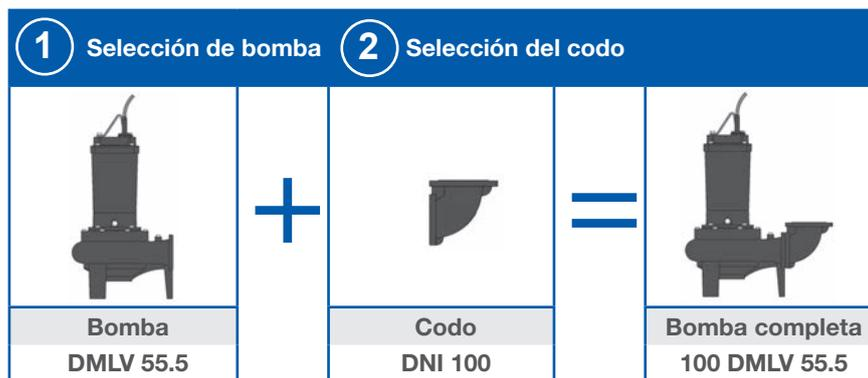 1 Selección de bomba 2 Selección del codo
+ =
Bomba Codo Bomba completa
DMLV 55.5 DNI 100 100 DMLV 55.5